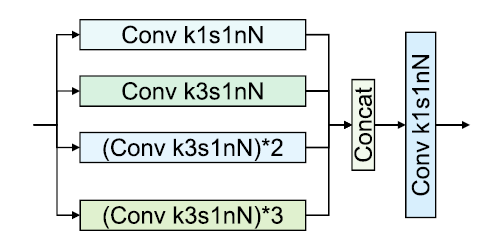 Conv k1s1nN
Conv k3s1nN
(Conv k3s1nN)*2
(Conv k3s1nN)*3
Concat
Conv k1s1nN